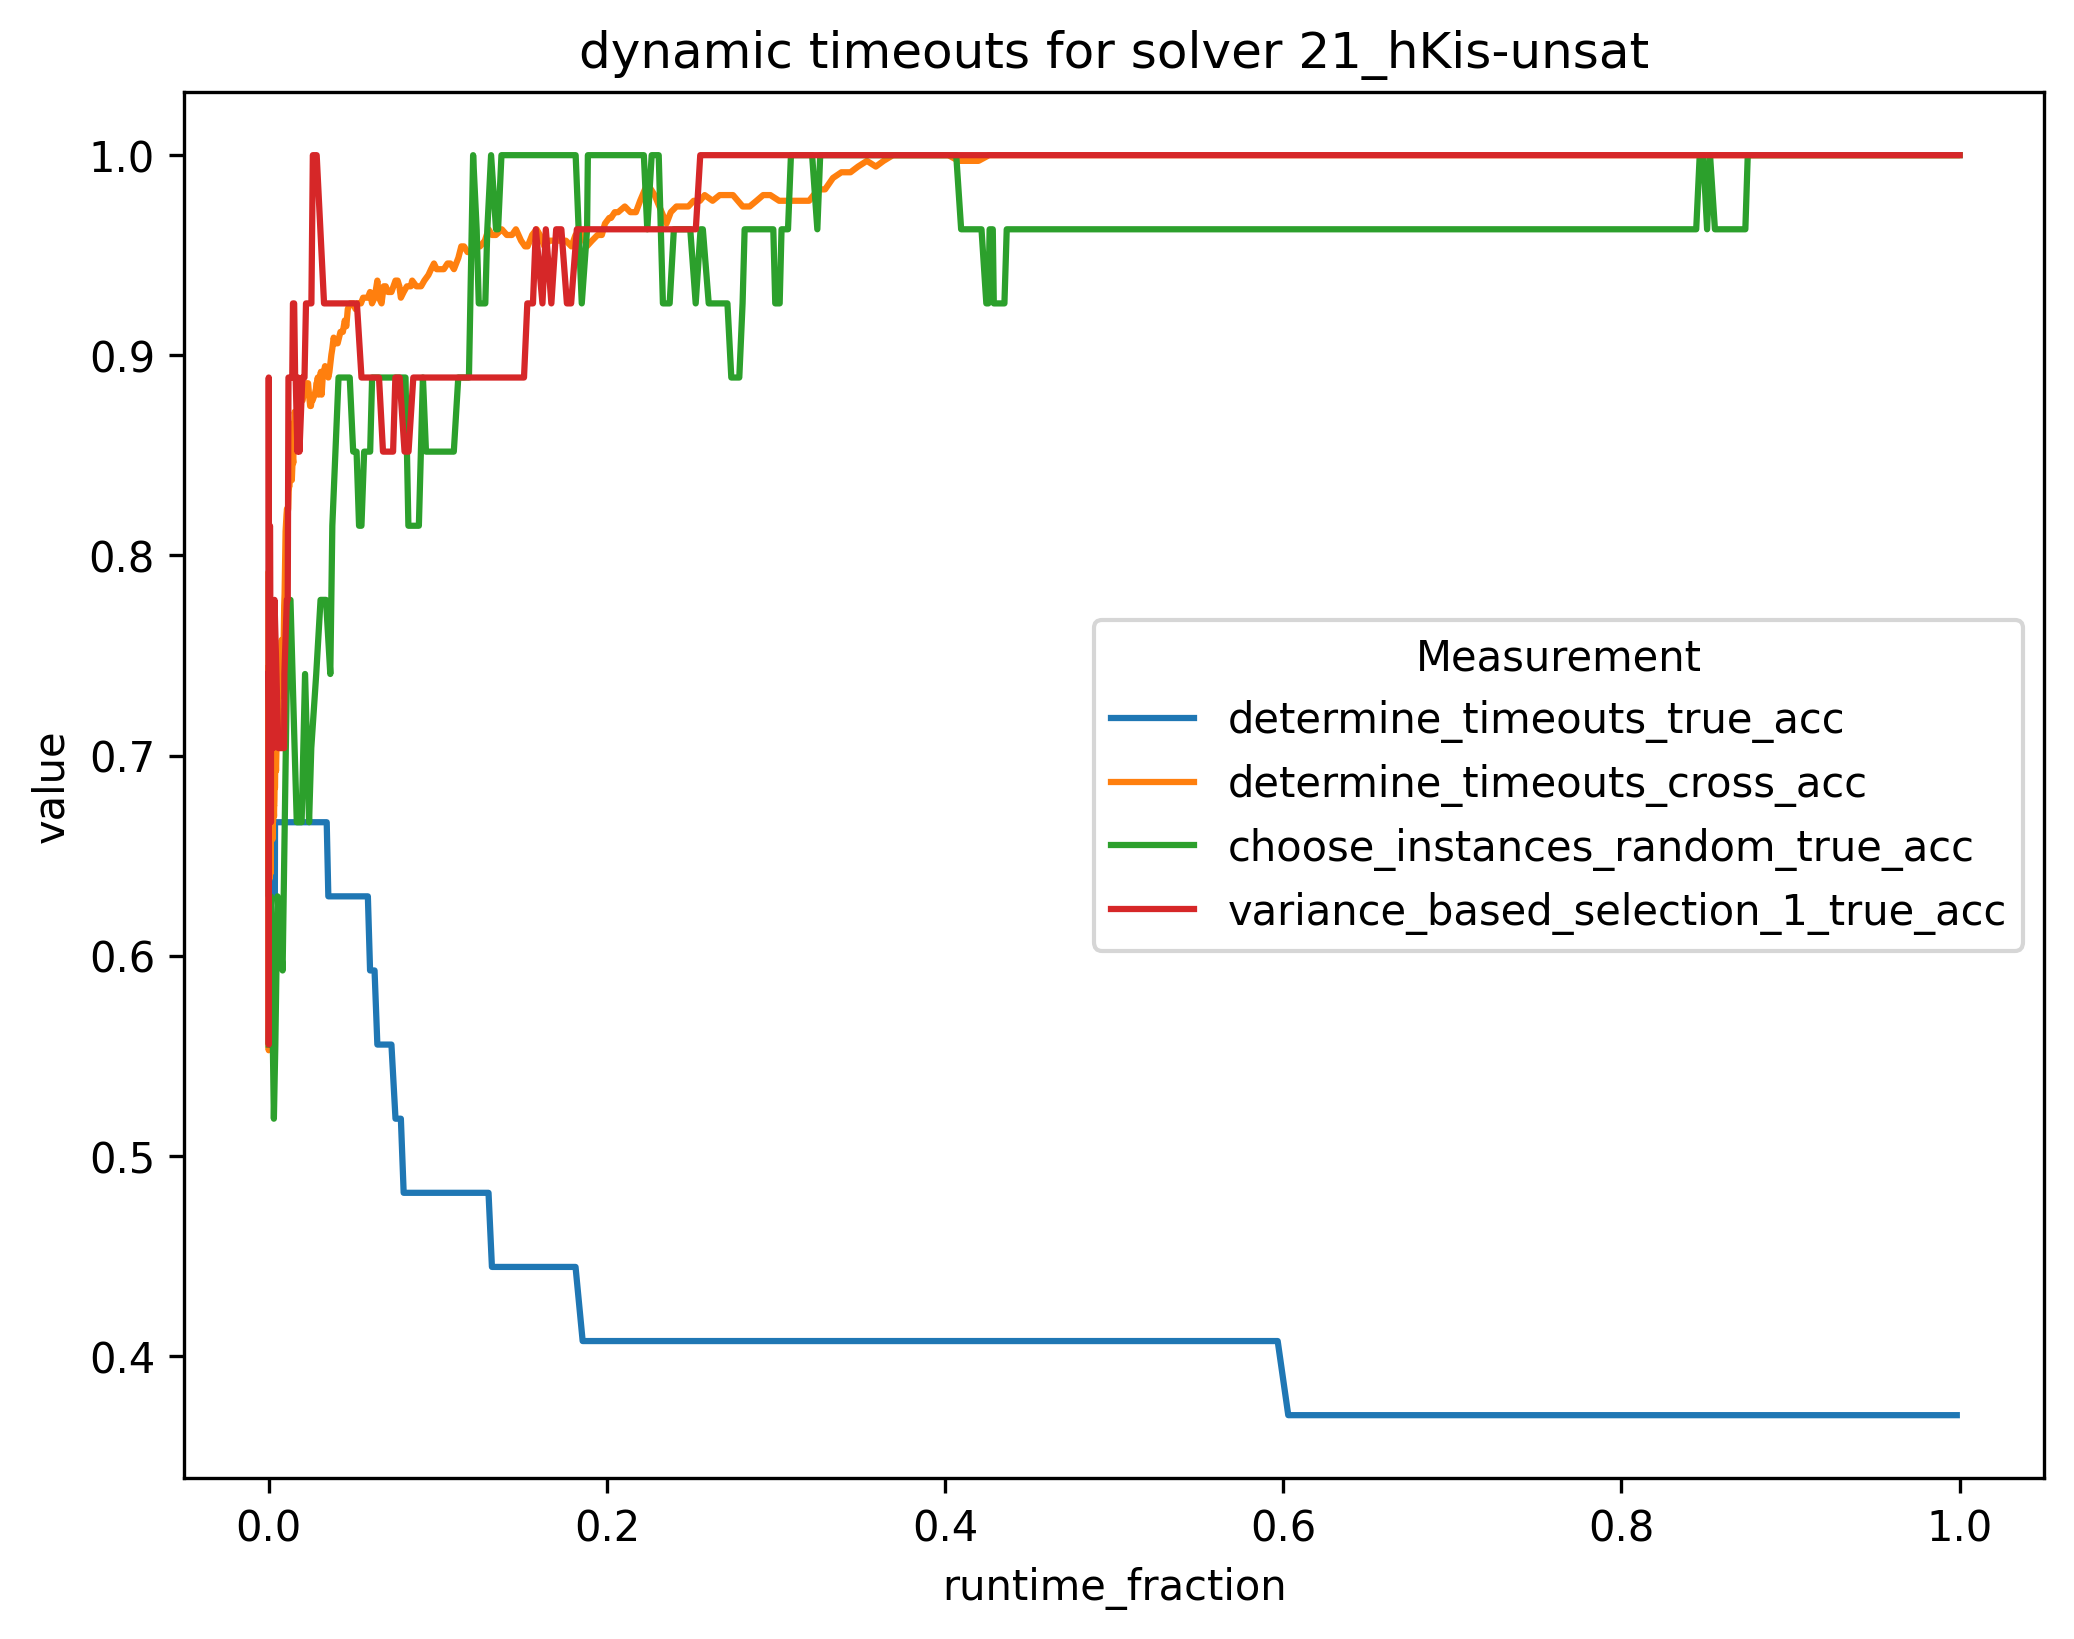 dynamic timeouts for solver 21_hKis-unsat
1.0
0.9
0.8
0.7
0.6
0.5
0.4
value
Measurement
determine_timeouts_true_acc
determine_timeouts_cross_acc
choose_instances_random_true_acc
variance_based_selection_1_true_acc
0.0 0.2 0.4 0.6 0.8 1.0
runtime_fraction